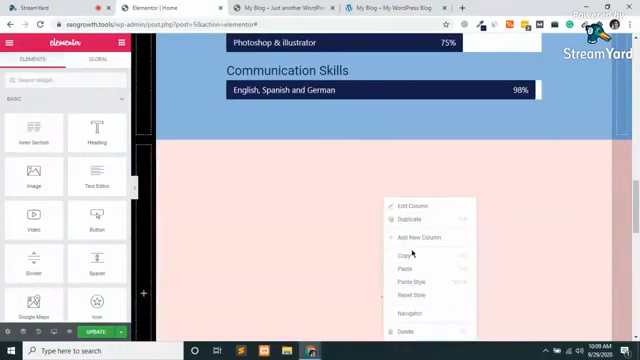 StreamYard
Elementor | Home
My Blog – Just another WordPr
My Blog – My WordPress Blog
seogrowth.tools/wp-admin/post.php?post=5&action=elementor#
Powered by
StreamYard
elementor
ELEMENTS
GLOBAL
Search Widget...
BASIC
Inner Section
Heading
Image
Text Editor
Video
Button
Divider
Spacer
Google Maps
Icon
UPDATE
Photoshop & illustrator
75%
Communication Skills
English, Spanish and German
98%
Edit Column
Duplicate
Add New Column
Copy
Paste
Paste Style
Reset Style
Navigator
Delete
Type here to search
10:09 AM
9/29/2020